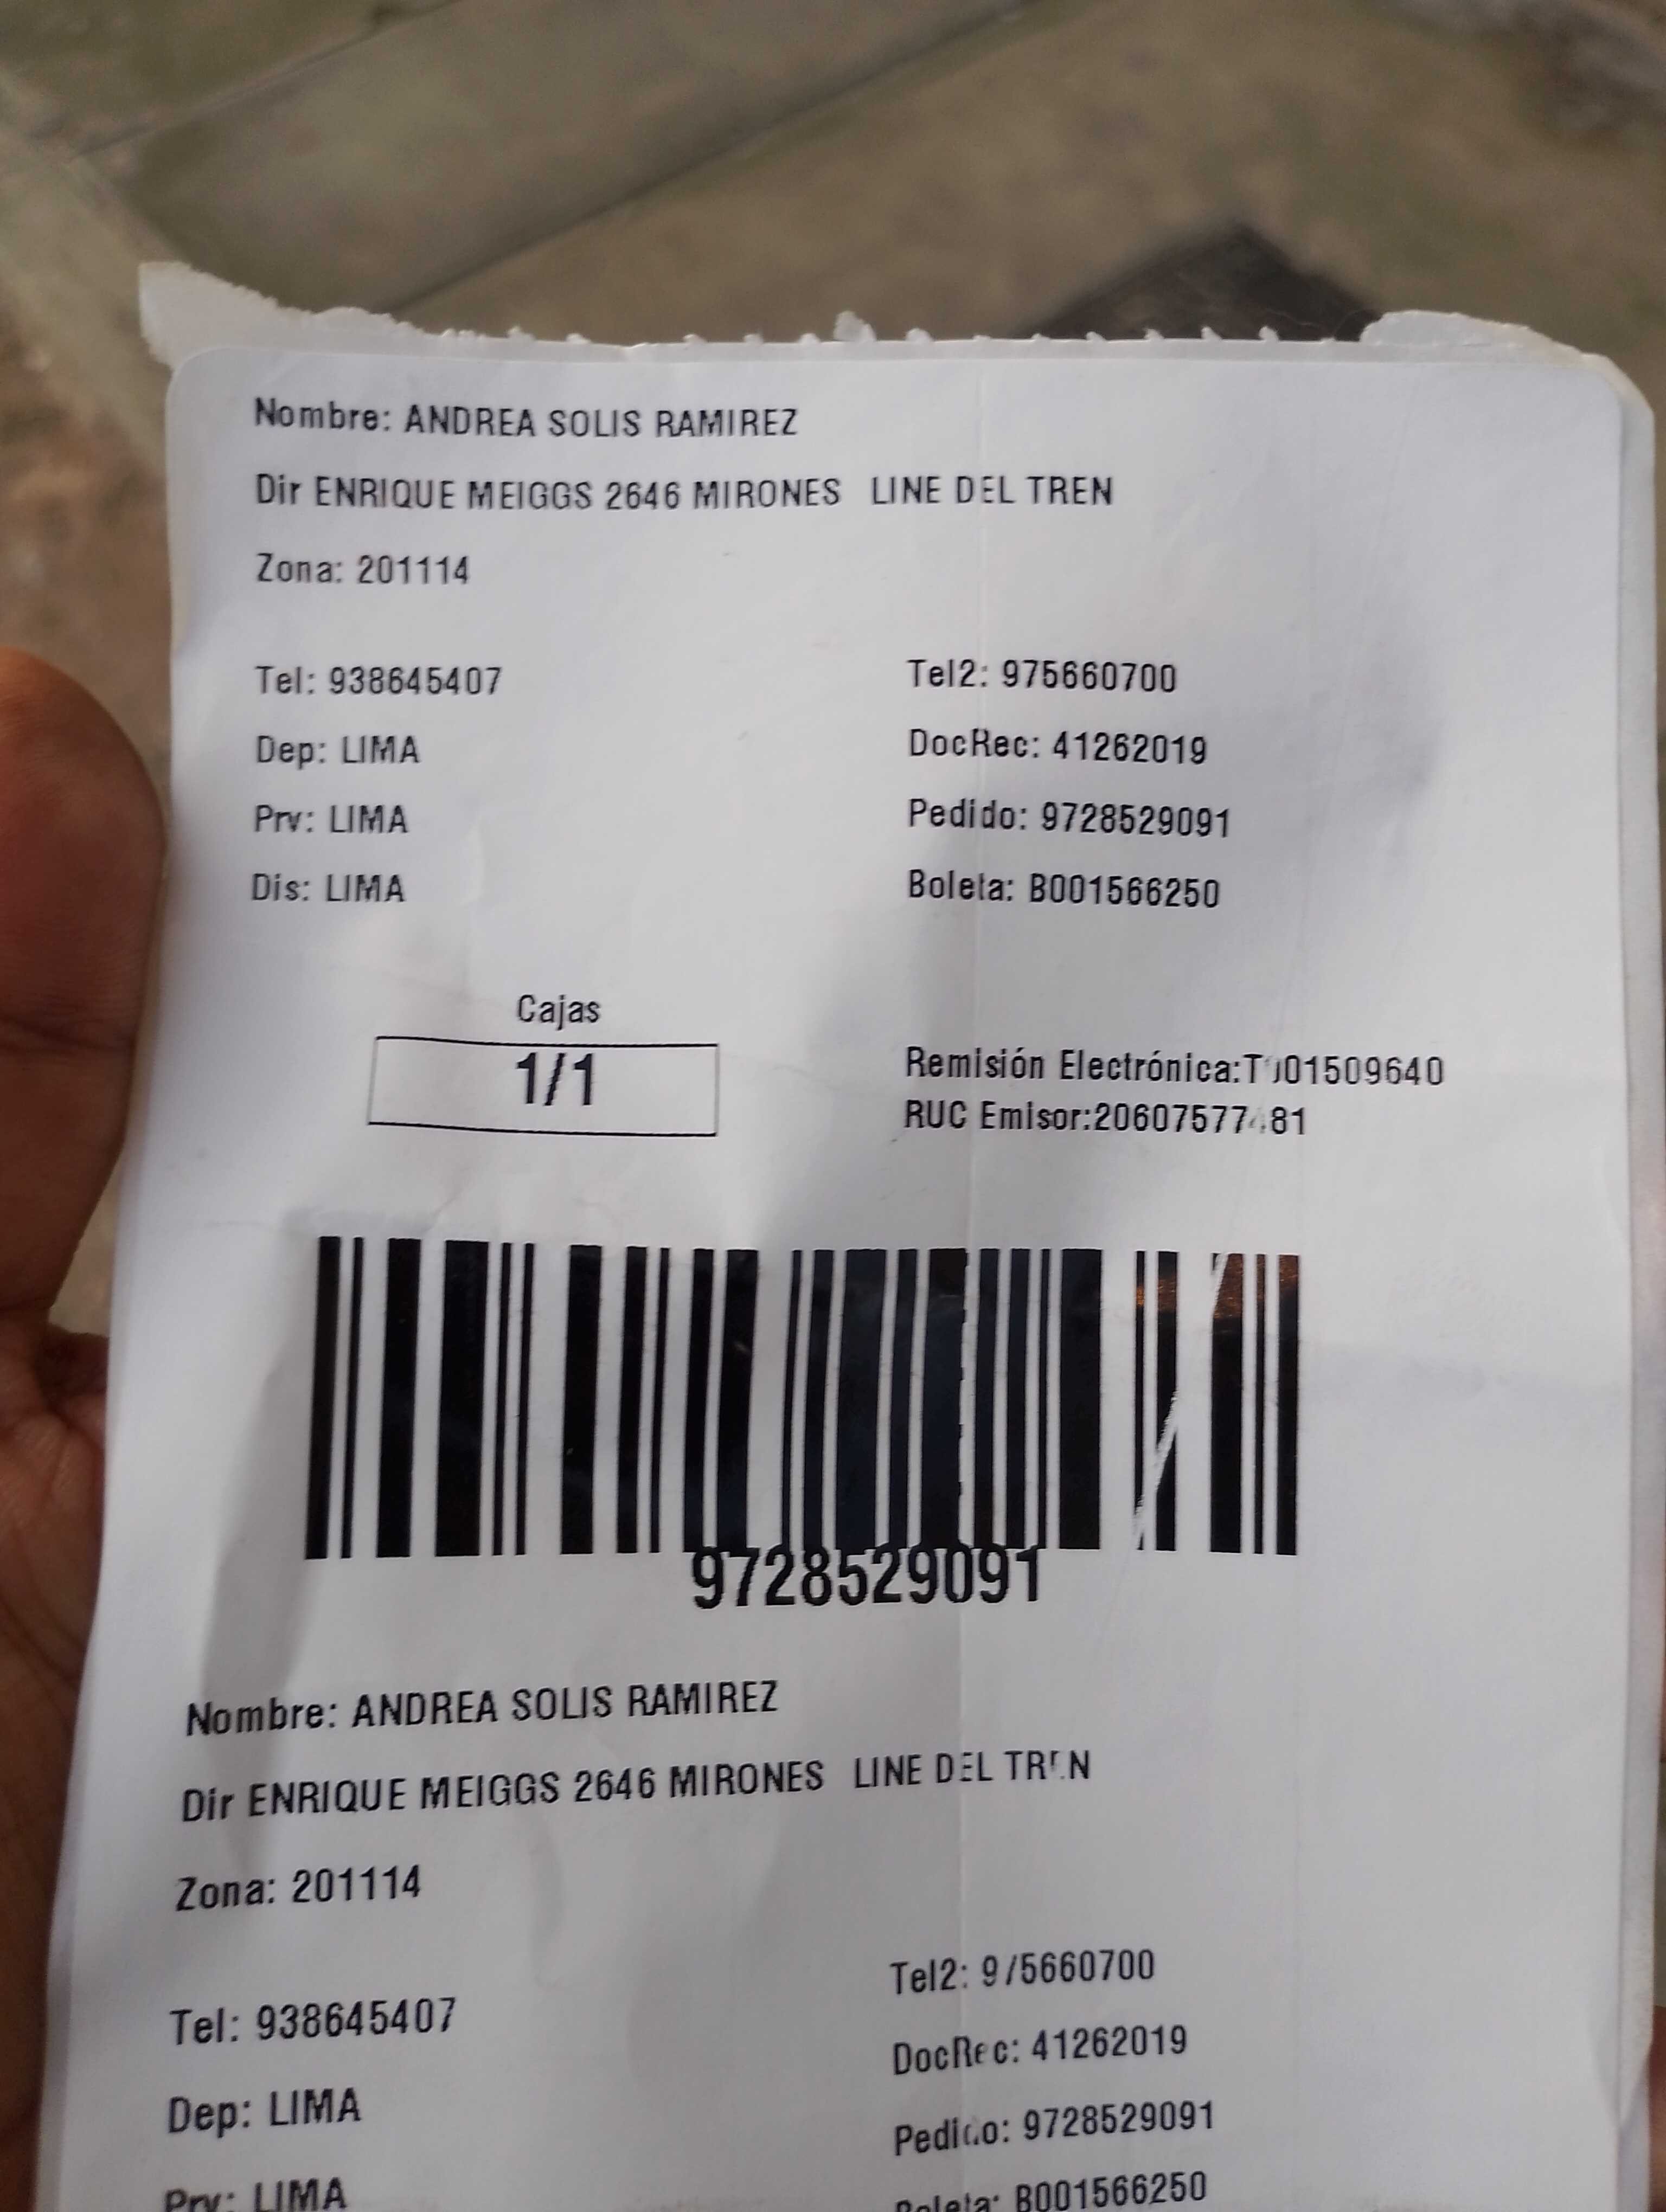 Nombre: ANDREA SOLIS RAMIREZ
Dir ENRIQUE MEIGGS 2646 MIRONES LINE DEL TREN
Zona: 201114
Tel: 938645407 Tel2: 975660700
Dep: LIMA DocRec: 41262019
Prv: LIMA Pedido: 9728529091
Dis: LIMA Boleta: B001566250
Cajas
1/1
Remisión Electrónica:T001509640
RUC Emisor:
9728529091
Nombre: ANDREA SOLIS RAMIREZ
Dir ENRIQUE MEIGGS 2646 MIRONES LINE DEL TREN
Zona: 201114
Tel: 938645407 Tel2: 975660700
Dep: LIMA DocRec: 41262019
Prv: LIMA Pedido: 9728529091
Boleta: B001566250